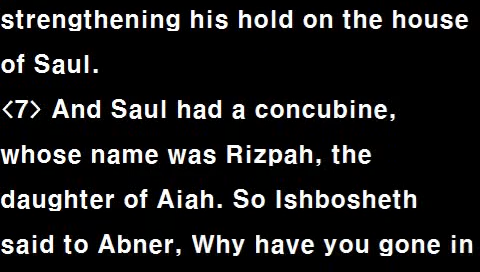 strengthening his hold on the house
of Saul.
<7> And Saul had a concubine,
whose name was Rizpah, the
daughter of Aiah. So Ishbosheth
said to Abner, Why have you gone in